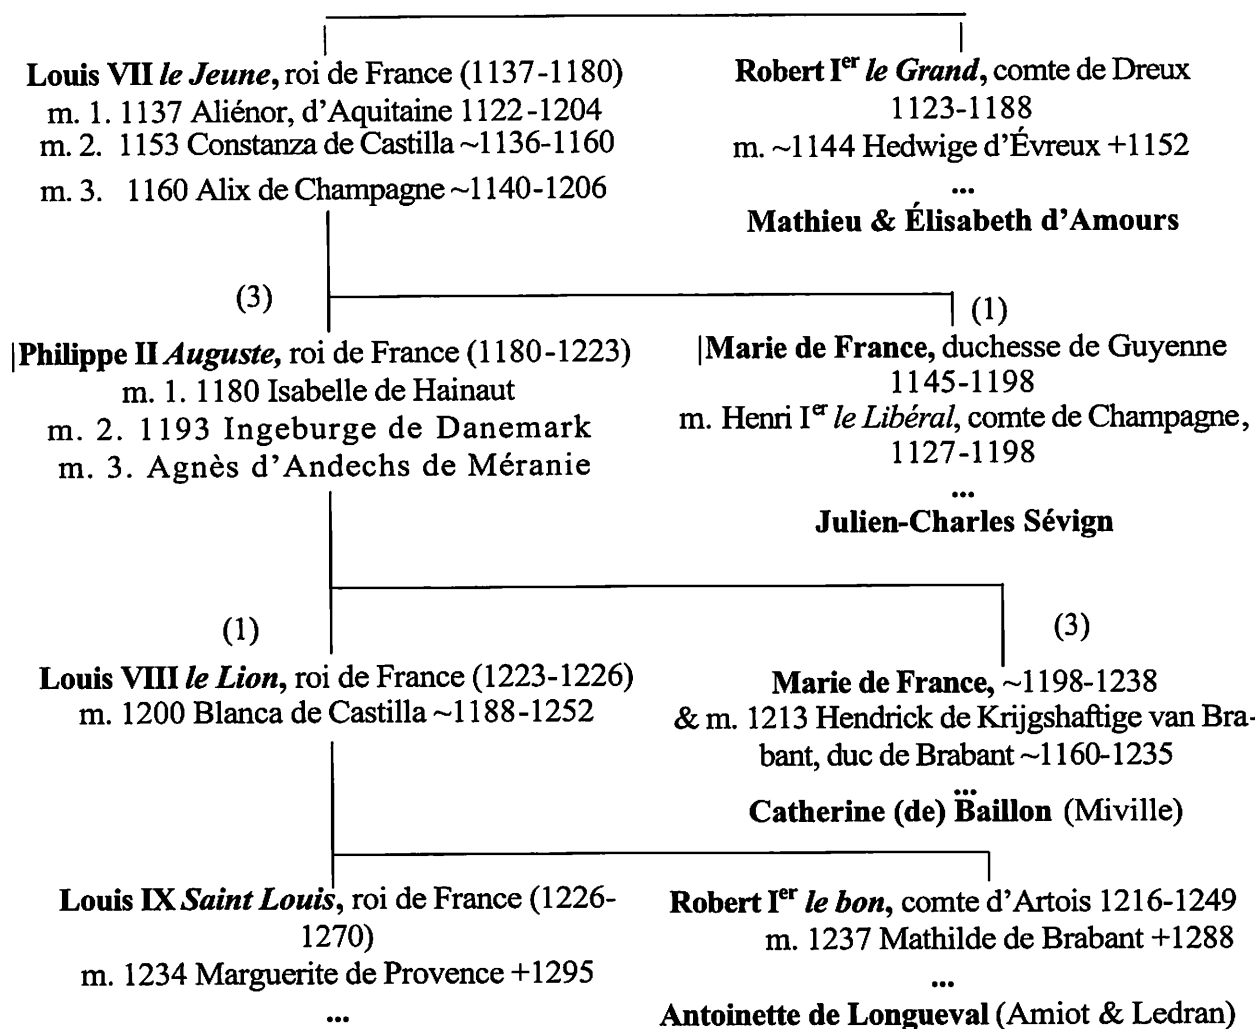 Louis VII le Jeune, roi de France (1137-1180)
m. 1. 1137 Aliénor, d'Aquitaine 1122-1204
m. 2. 1153 Constanza de Castilla ~1136-1160
m. 3. 1160 Alix de Champagne ~1140-1206
Robert Ier le Grand, comte de Dreux
1123-1188
m. ~1144 Hedwige d'Évreux +1152
...
Mathieu & Élisabeth d'Amours
(3)
|Philippe II Auguste, roi de France (1180-1223)
m. 1. 1180 Isabelle de Hainaut
m. 2. 1193 Ingeburge de Danemark
m. 3. Agnès d'Andechs de Méranie
(1)
|Marie de France, duchesse de Guyenne
1145-1198
m. Henri Ier le Libéral, comte de Champagne,
1127-1198
...
Julien-Charles Sévign
(1)
Louis VIII le Lion, roi de France (1223-1226)
m. 1200 Blanca de Castilla ~1188-1252
(3)
Marie de France, ~1198-1238
& m. 1213 Hendrick de Krijgshaftige van Bra-
bant, duc de Brabant ~1160-1235
...
Catherine (de) Baillon (Miville)
Louis IX Saint Louis, roi de France (1226-
1270)
m. 1234 Marguerite de Provence +1295
...
Robert Ier le bon, comte d'Artois 1216-1249
m. 1237 Mathilde de Brabant +1288
...
Antoinette de Longueval (Amiot & Ledran)